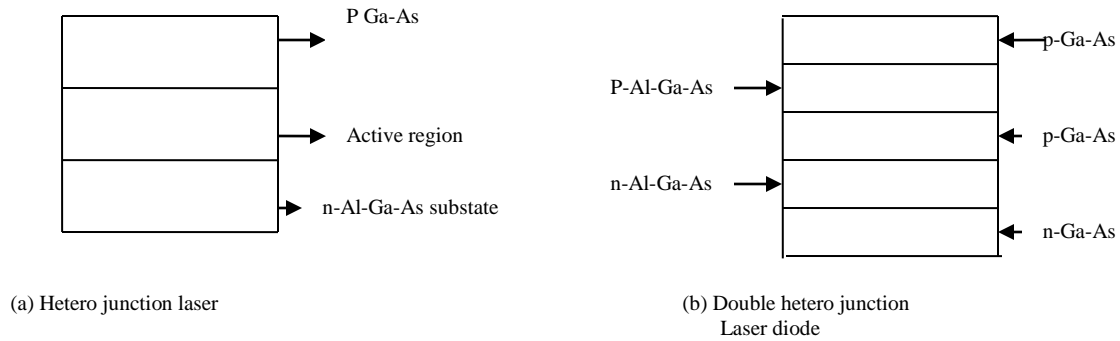 P Ga-As
Active region
n-Al-Ga-As substate
(a) Hetero junction laser
p-Ga-As
P-Al-Ga-As
p-Ga-As
n-Al-Ga-As
n-Ga-As
(b) Double hetero junction
Laser diode